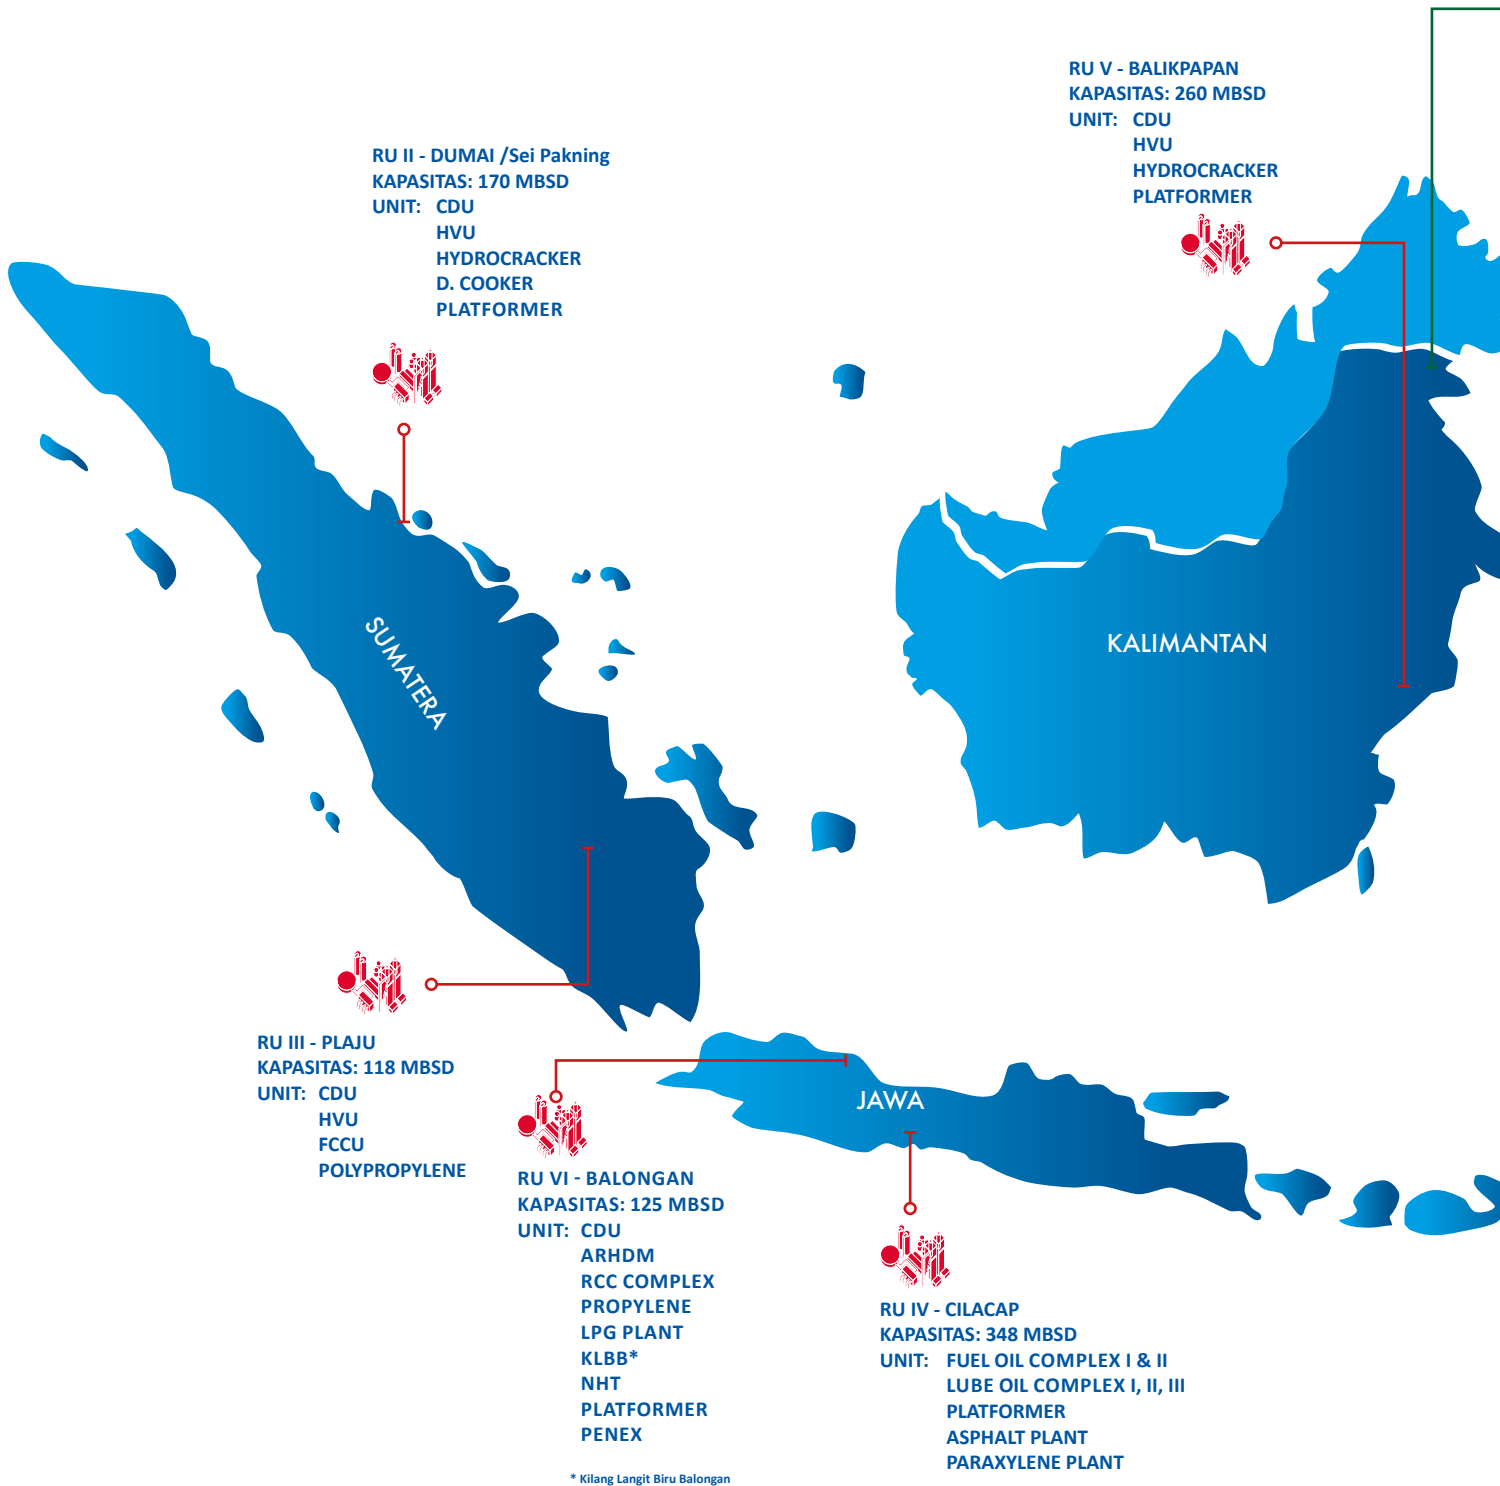 RU V - BALIKPAPAN
KAPASITAS: 260 MBSD
UNIT: CDU
HVU
HYDROCRACKER
PLATFORMER
RU II - DUMAI /Sei Pakning
KAPASITAS: 170 MBSD
UNIT: CDU
HVU
HYDROCRACKER
D. COOKER
PLATFORMER
SUMATERA
KALIMANTAN
RU III - PLAJU
KAPASITAS: 118 MBSD
UNIT: CDU
HVU
FCCU
POLYPROPYLENE
JAWA
RU VI - BALONGAN
KAPASITAS: 125 MBSD
UNIT: CDU
ARHDM
RCC COMPLEX
PROPYLENE
LPG PLANT
KLBB*
NHT
PLATFORMER
PENEX
* Kilang Langit Biru Balongan
RU IV - CILACAP
KAPASITAS: 348 MBSD
UNIT: FUEL OIL COMPLEX I & II
LUBE OIL COMPLEX I, II, III
PLATFORMER
ASPHALT PLANT
PARAXYLENE PLANT